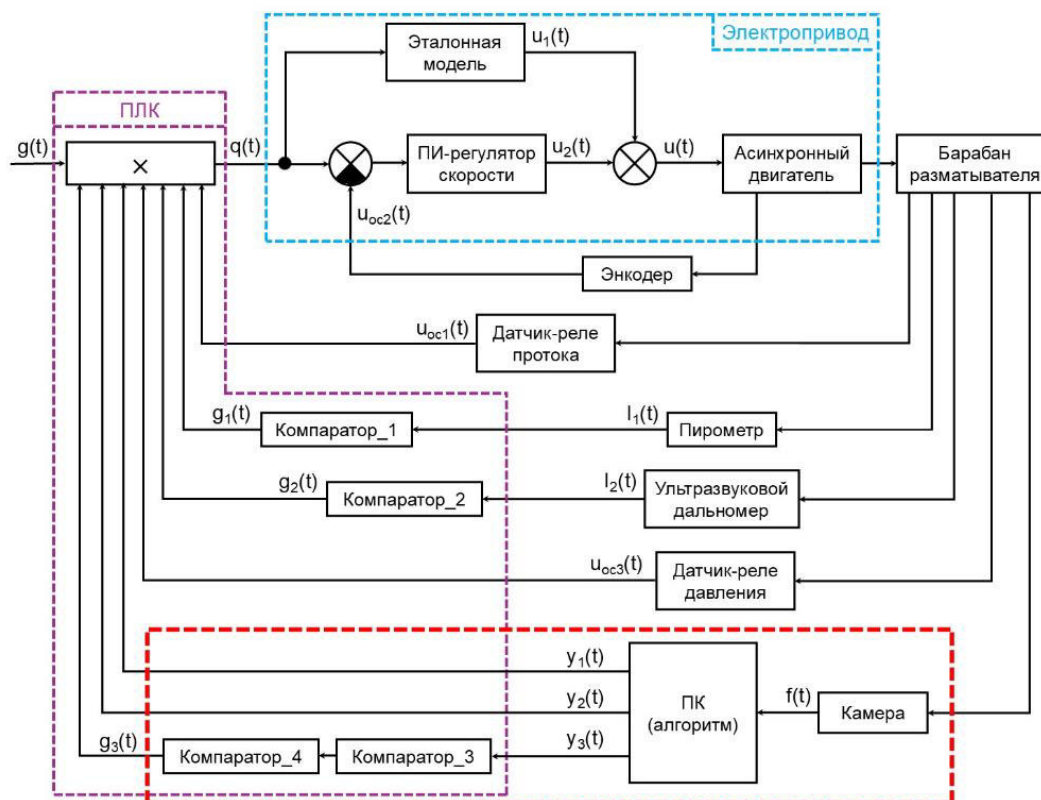 Электропривод
Эталонная
модель
u₁(t)
ПЛК
g(t)
×
q(t)
ПИ-регулятор
скорости
u₂(t)
u(t)
Асинхронный
двигатель
Барабан
разматывателя
uос2(t)
Энкодер
uос1(t)
Датчик-реле
протока
g₁(t)
Компаратор_1
I₁(t)
Пирометр
g₂(t)
Компаратор_2
I₂(t)
Ультразвуковой
дальномер
uос3(t)
Датчик-реле
давления
y₁(t)
y₂(t)
ПК
(алгоритм)
f(t)
Камера
g₃(t)
Компаратор_4
Компаратор_3
y₃(t)